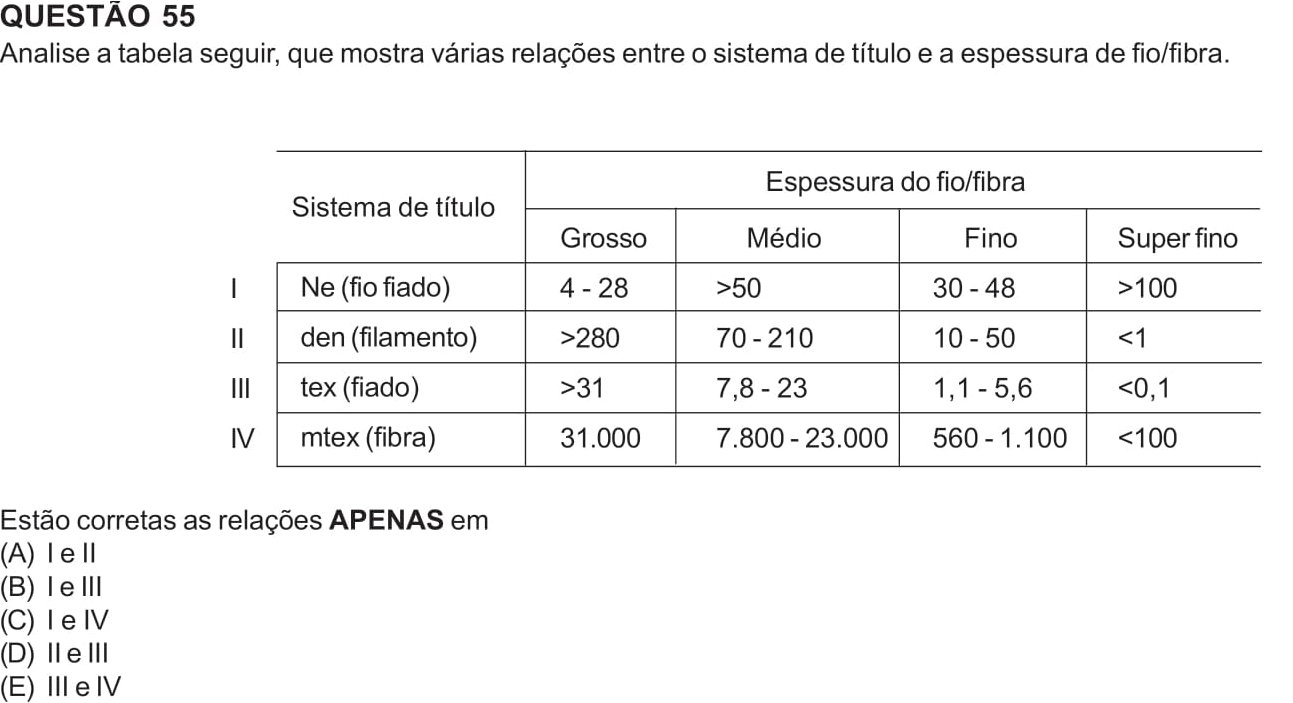 QUESTÃO 55
Analise a tabela seguir, que mostra várias relações entre o sistema de título e a espessura de fio/fibra.
Sistema de título
Espessura do fio/fibra
Grosso Médio Fino Super fino
I Ne (fio fiado) 4 - 28 >50 30 - 48 >100
II den (filamento) >280 70 - 210 10 - 50 <1
III tex (fiado) >31 7,8 - 23 1,1 - 5,6 <0,1
IV mtex (fibra) 31.000 7.800 - 23.000 560 - 1.100 <100
Estão corretas as relações APENAS em
(A) I e II
(B) I e III
(C) I e IV
(D) II e III
(E) III e IV